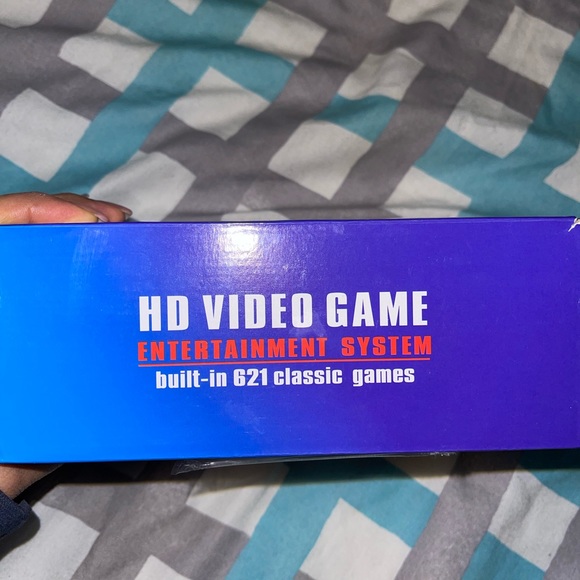 HD VIDEO GAME
ENTERTAINMENT SYSTEM
built-in 621 classic games